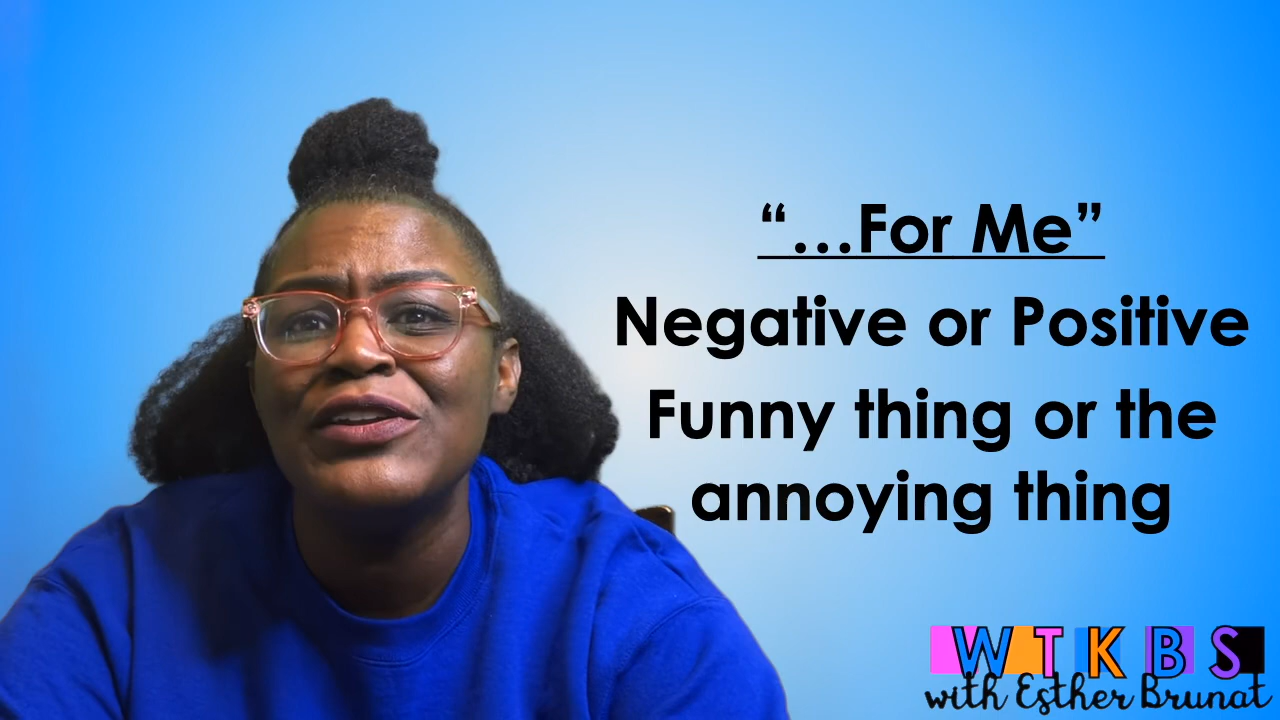 “...For Me”
Negative or Positive
Funny thing or the
annoying thing
WTKBS
with Esther Brunat